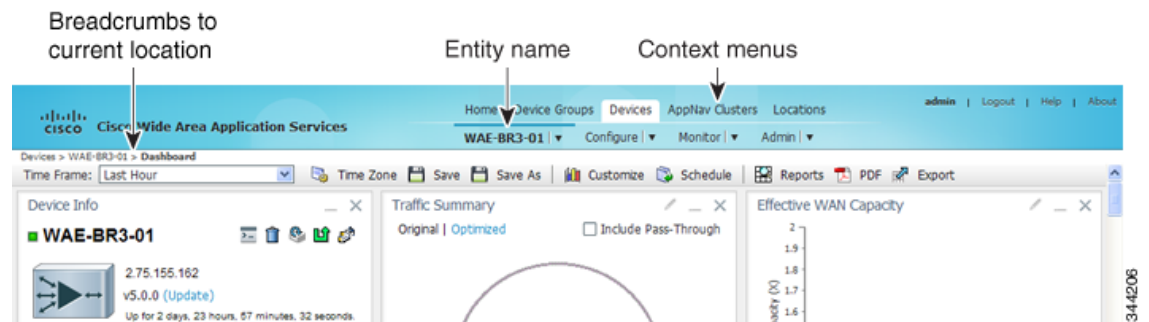 Breadcrumbs to
current location
Entity name
Context menus
cisco Cisco Wide Area Application Services
Home Device Groups Devices AppNav Clusters Locations
admin | Logout | Help | About
WAE-BR3-01 | Configure | Monitor | Admin |
Devices > WAE-BR3-01 > Dashboard
Time Frame: Last Hour Time Zone Save Save As Customize Schedule Reports PDF Export
Device Info
WAE-BR3-01
2.75.155.162
v5.0.0 (Update)
Up for 2 days, 23 hours, 57 minutes, 32 seconds.
Traffic Summary
Original | Optimized
Include Pass-Through
Effective WAN Capacity
2
1.9
1.8
1.7
1.6
pacity (X)
344206